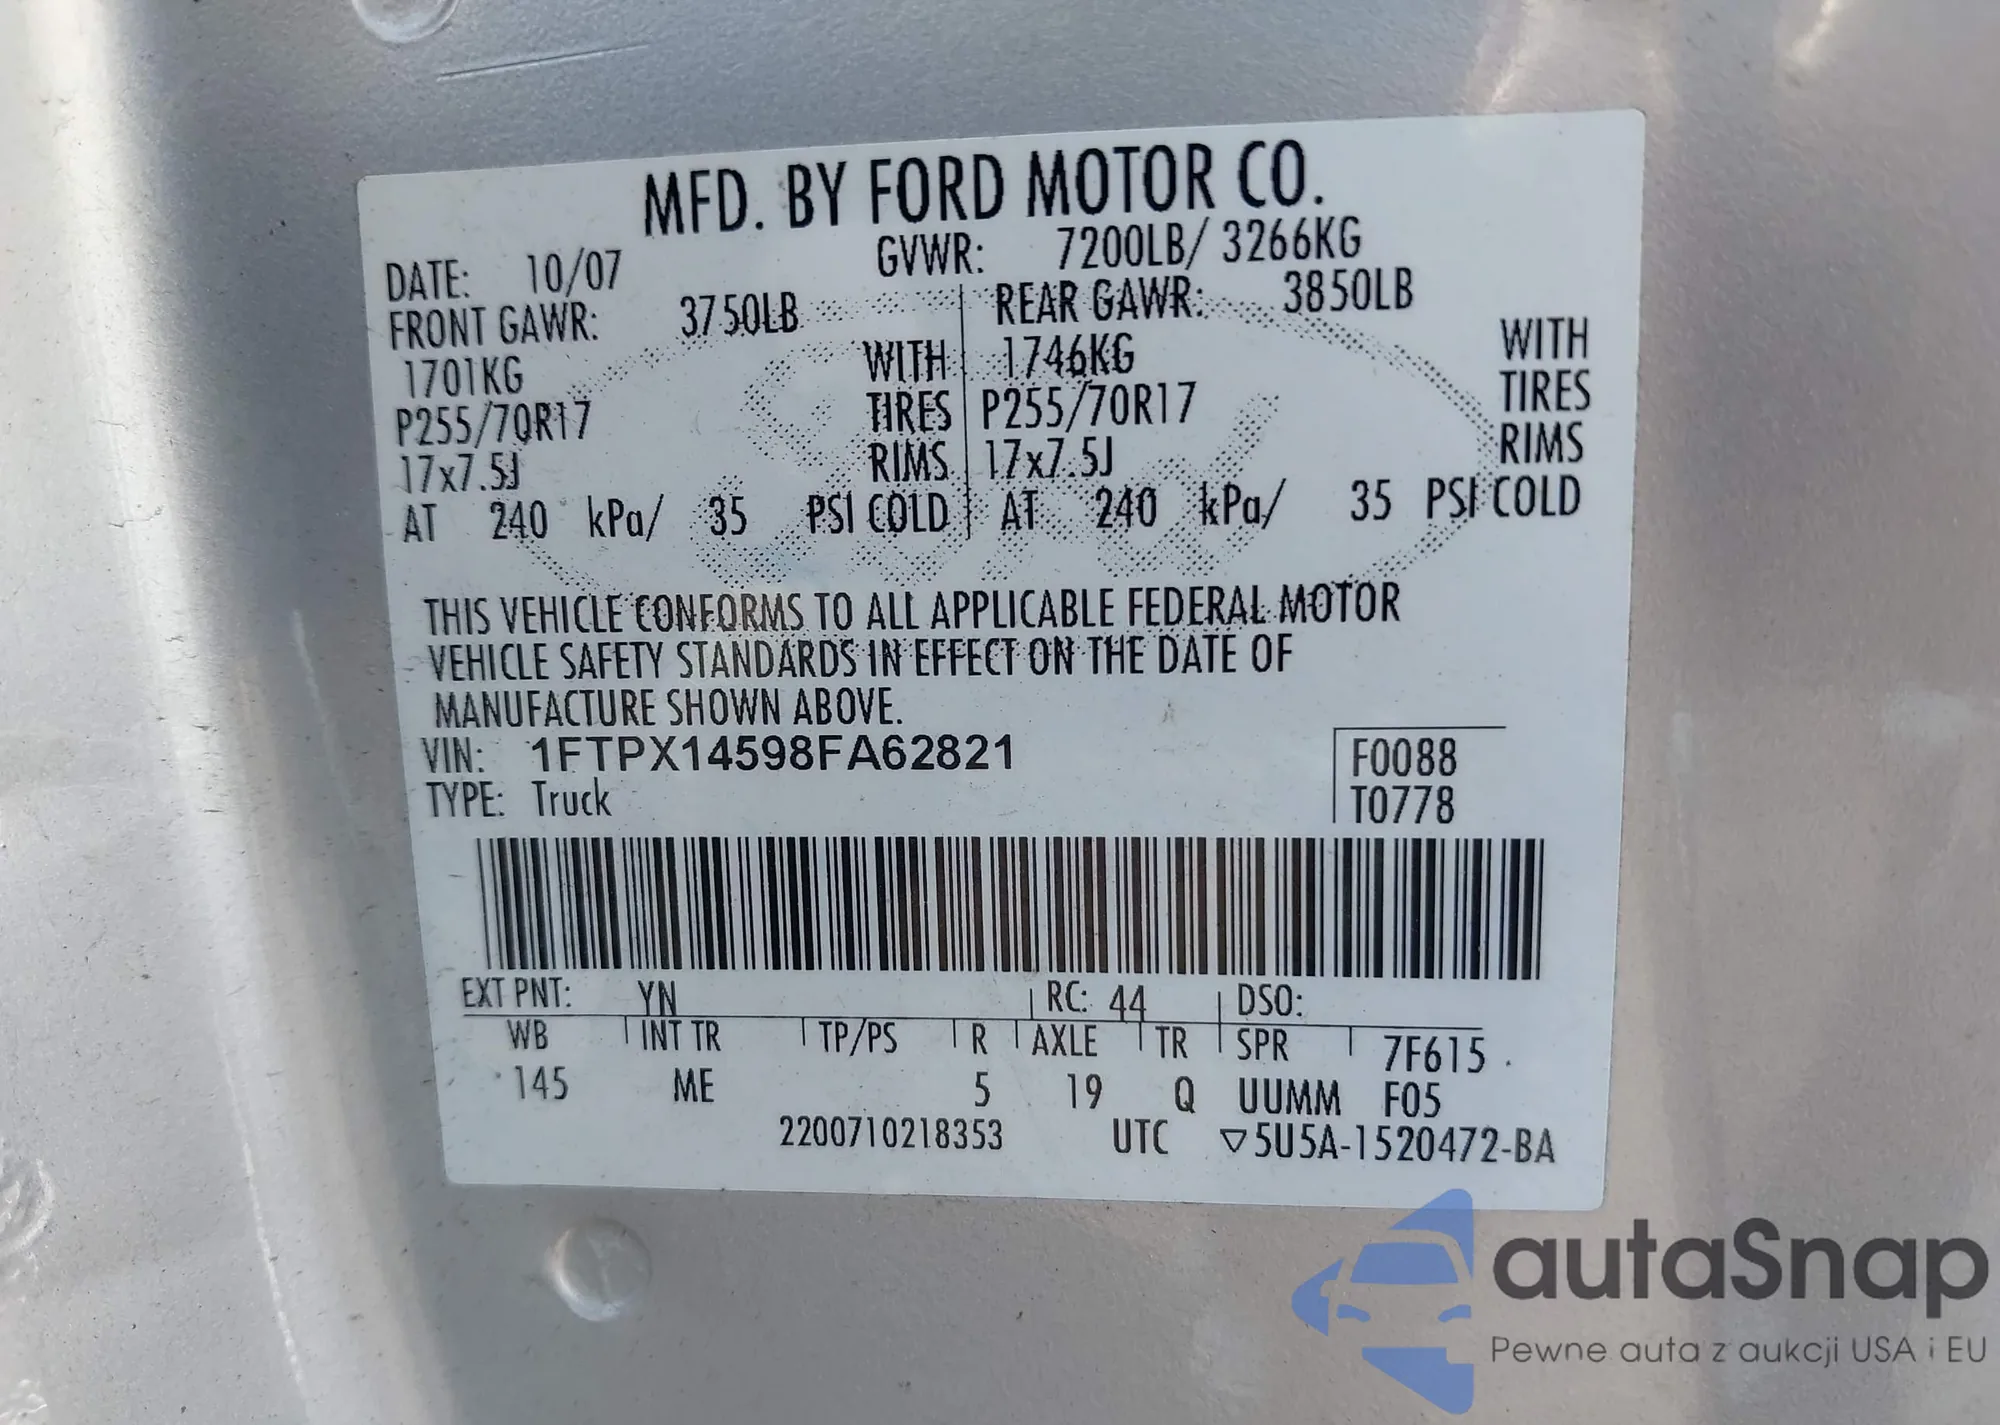 MFD. BY FORD MOTOR CO.
DATE: 10/07 GVWR: 7200LB/ 3266KG
FRONT GAWR: 3750LB REAR GAWR: 3850LB
1701KG WITH 1746KG WITH
P255/70R17 TIRES P255/70R17 TIRES
17x7.5J RIMS 17x7.5J RIMS
AT 240 kPa/ 35 PSI COLD AT 240 kPa/ 35 PSI COLD
THIS VEHICLE CONFORMS TO ALL APPLICABLE FEDERAL MOTOR
VEHICLE SAFETY STANDARDS IN EFFECT ON THE DATE OF
MANUFACTURE SHOWN ABOVE.
VIN: 1FTPX14598FA62821 F0088
TYPE: Truck T0778
EXT PNT: YN RC: 44 DSO:
WB INT TR TP/PS R AXLE TR SPR 7F615
145 ME 5 19 Q UUMM F05
2200710218353 UTC ▽5U5A-1520472-BA
autaSnap
Pewne auta z aukcji USA i EU